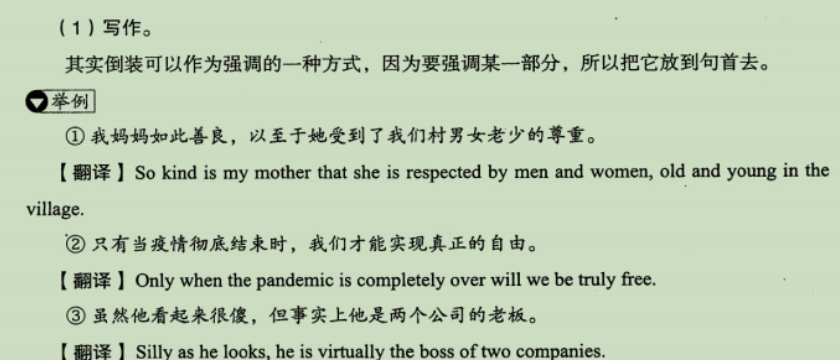 （1）写作。
其实倒装可以作为强调的一种方式，因为要强调某一部分，所以把它放到句首去。
举例
① 我妈妈如此善良，以至于她受到了我们村男女老少的尊重。
【翻译】So kind is my mother that she is respected by men and women, old and young in the
village.
② 只有当疫情彻底结束时，我们才能实现真正的自由。
【翻译】Only when the pandemic is completely over will we be truly free.
③ 虽然他看起来很傻，但事实上他是两个公司的老板。
【翻译】Silly as he looks, he is virtually the boss of two companies.